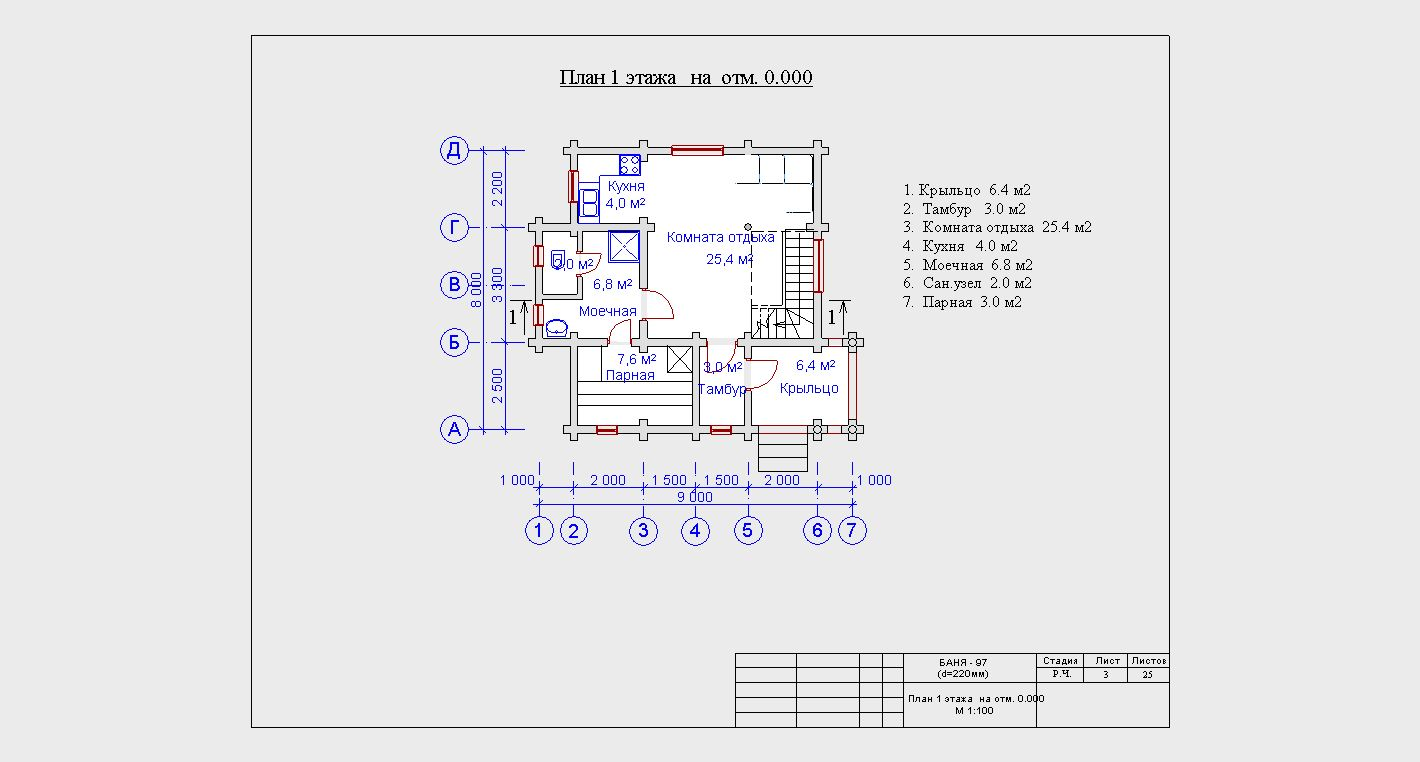 План 1 этажа на отм. 0.000
Д
Г
В
Б
А
2 200
3 300
8 000
2 500
Кухня
4,0 м²
Комната отдыха
25,4 м²
2,0 м²
6,8 м²
Моечная
1
1
7,6 м²
Парная
3,0 м²
Тамбур
6,4 м²
Крыльцо
1. Крыльцо 6.4 м2
2. Тамбур 3.0 м2
3. Комната отдыха 25.4 м2
4. Кухня 4.0 м2
5. Моечная 6.8 м2
6. Сан.узел 2.0 м2
7. Парная 3.0 м2
1 000 2 000 1 500 1 500 2 000 1 000
9 000
1 2 3 4 5 6 7
БАНЯ - 97
(d=220мм)
Стадия Лист Листов
Р.Ч. 3 25
План 1 этажа на отм. 0.000
М 1:100